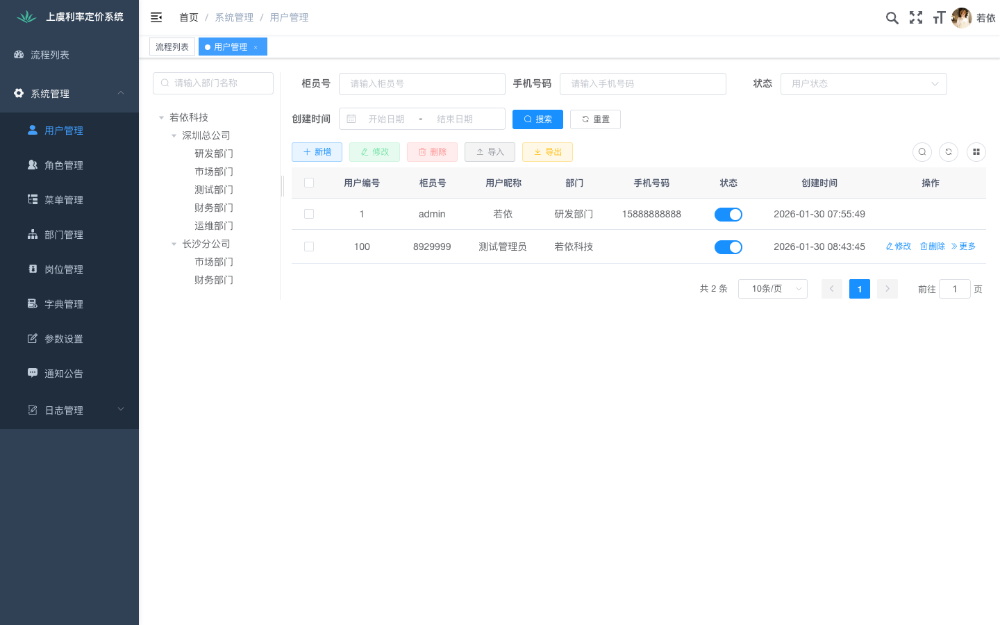 上虞利率定价系统
流程列表
系统管理
用户管理
角色管理
菜单管理
部门管理
岗位管理
字典管理
参数设置
通知公告
日志管理
首页 / 系统管理 / 用户管理
若依
流程列表
用户管理 ×
请输入部门名称
若依科技
深圳总公司
研发部门
市场部门
测试部门
财务部门
运维部门
长沙分公司
市场部门
财务部门
柜员号 请输入柜员号 手机号码 请输入手机号码 状态 用户状态
创建时间 开始日期 - 结束日期 搜索 重置
新增 修改 删除 导入 导出
用户编号 柜员号 用户昵称 部门 手机号码 状态 创建时间 操作
1 admin 若依 研发部门 15888888888 2026-01-30 07:55:49
100 8929999 测试管理员 若依科技 2026-01-30 08:43:45 修改 删除 更多
共 2 条 10条/页 1 前往 1 页